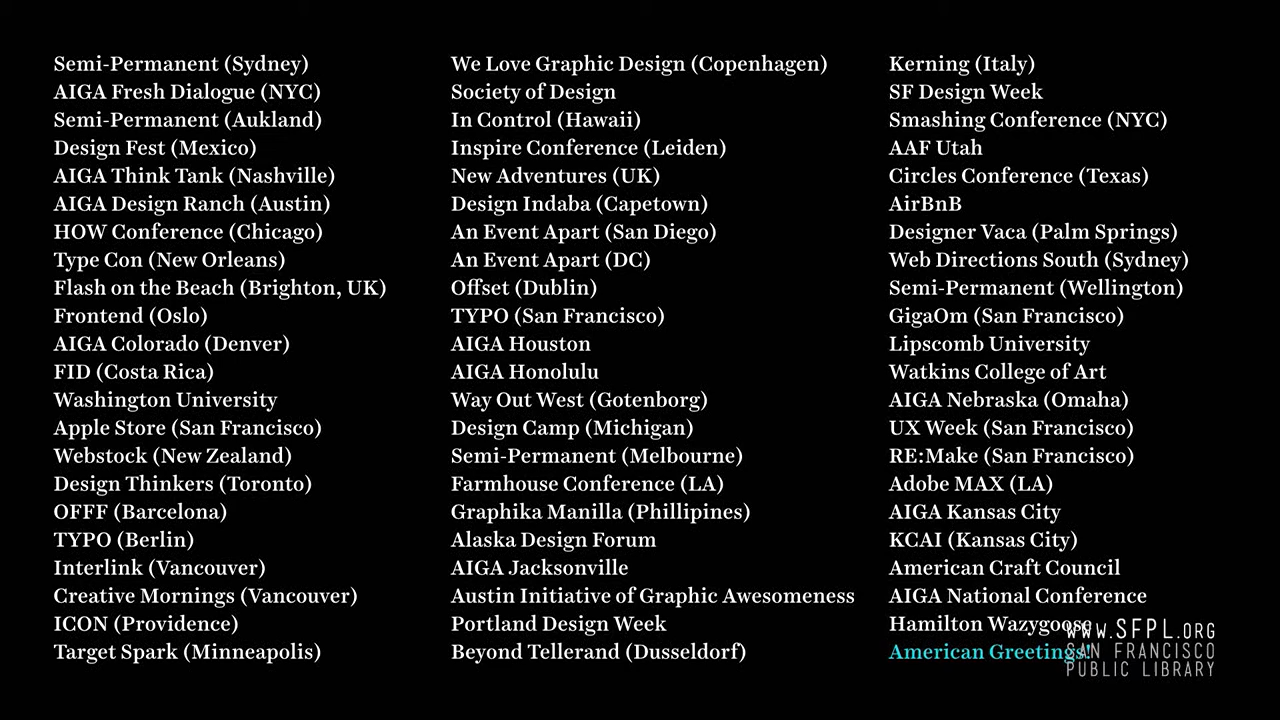 Semi-Permanent (Sydney)
AIGA Fresh Dialogue (NYC)
Semi-Permanent (Aukland)
Design Fest (Mexico)
AIGA Think Tank (Nashville)
AIGA Design Ranch (Austin)
HOW Conference (Chicago)
Type Con (New Orleans)
Flash on the Beach (Brighton, UK)
Frontend (Oslo)
AIGA Colorado (Denver)
FID (Costa Rica)
Washington University
Apple Store (San Francisco)
Webstock (New Zealand)
Design Thinkers (Toronto)
OFFF (Barcelona)
TYPO (Berlin)
Interlink (Vancouver)
Creative Mornings (Vancouver)
ICON (Providence)
Target Spark (Minneapolis)
We Love Graphic Design (Copenhagen)
Society of Design
In Control (Hawaii)
Inspire Conference (Leiden)
New Adventures (UK)
Design Indaba (Capetown)
An Event Apart (San Diego)
An Event Apart (DC)
Offset (Dublin)
TYPO (San Francisco)
AIGA Houston
AIGA Honolulu
Way Out West (Gotenborg)
Design Camp (Michigan)
Semi-Permanent (Melbourne)
Farmhouse Conference (LA)
Graphika Manilla (Phillipines)
Alaska Design Forum
AIGA Jacksonville
Austin Initiative of Graphic Awesomeness
Portland Design Week
Beyond Tellerand (Dusseldorf)
Kerning (Italy)
SF Design Week
Smashing Conference (NYC)
AAF Utah
Circles Conference (Texas)
AirBnB
Designer Vaca (Palm Springs)
Web Directions South (Sydney)
Semi-Permanent (Wellington)
GigaOm (San Francisco)
Lipscomb University
Watkins College of Art
AIGA Nebraska (Omaha)
UX Week (San Francisco)
RE:Make (San Francisco)
Adobe MAX (LA)
AIGA Kansas City
KCAI (Kansas City)
American Craft Council
AIGA National Conference
Hamilton Wazygoose
American Greetings!
WWW.SFPL.ORG
SAN FRANCISCO
PUBLIC LIBRARY